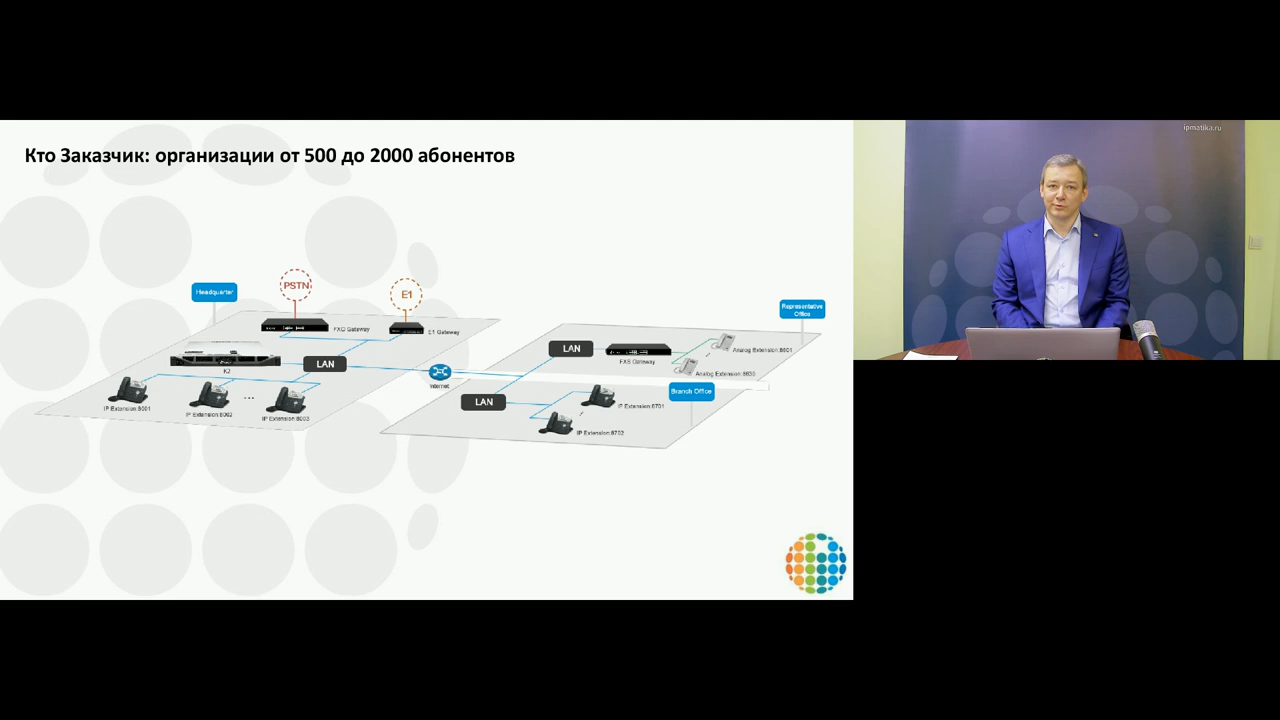 Кто Заказчик: организации от 500 до 2000 абонентов
ipmatika.ru
Headquarter
PSTN
E1
FXO Gateway
E1 Gateway
K2
LAN
Internet
IP Extension:8001
IP Extension:8002
...
IP Extension:8003
Representative
Office
LAN
FXS Gateway
Analog Extension:8601
Analog Extension:8630
Branch Office
LAN
IP Extension:8701
IP Extension:8702